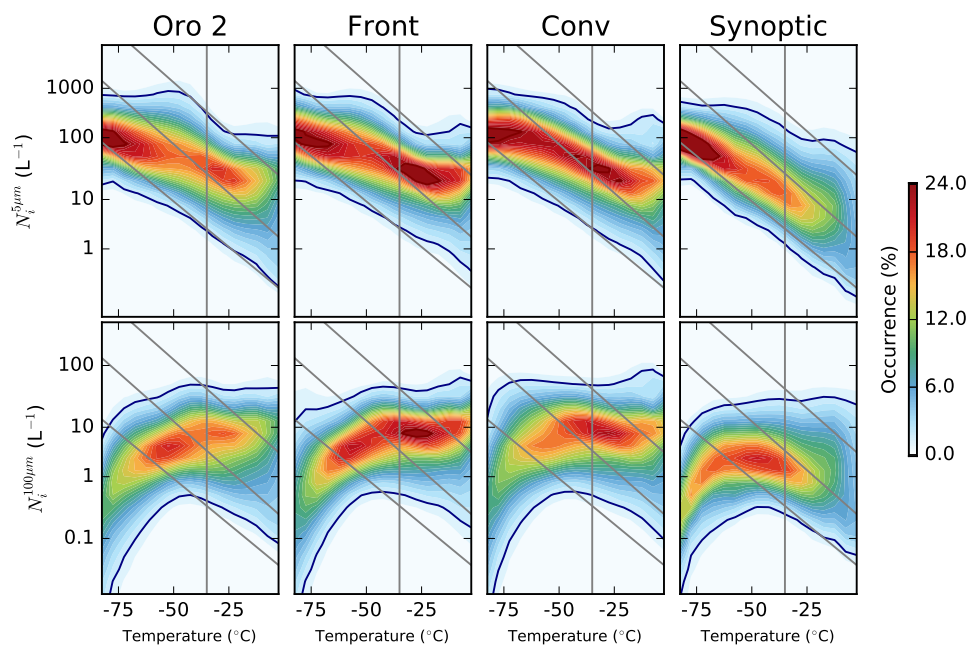 Oro 2 Front Conv Synoptic
1000
100
10
1
N_i^{5μm} (L⁻¹)
24.0
18.0
12.0
6.0
0.0
Occurrence (%)
100
10
1
0.1
N_i^{100μm} (L⁻¹)
-75 -50 -25 -75 -50 -25 -75 -50 -25 -75 -50 -25
Temperature (°C) Temperature (°C) Temperature (°C) Temperature (°C)